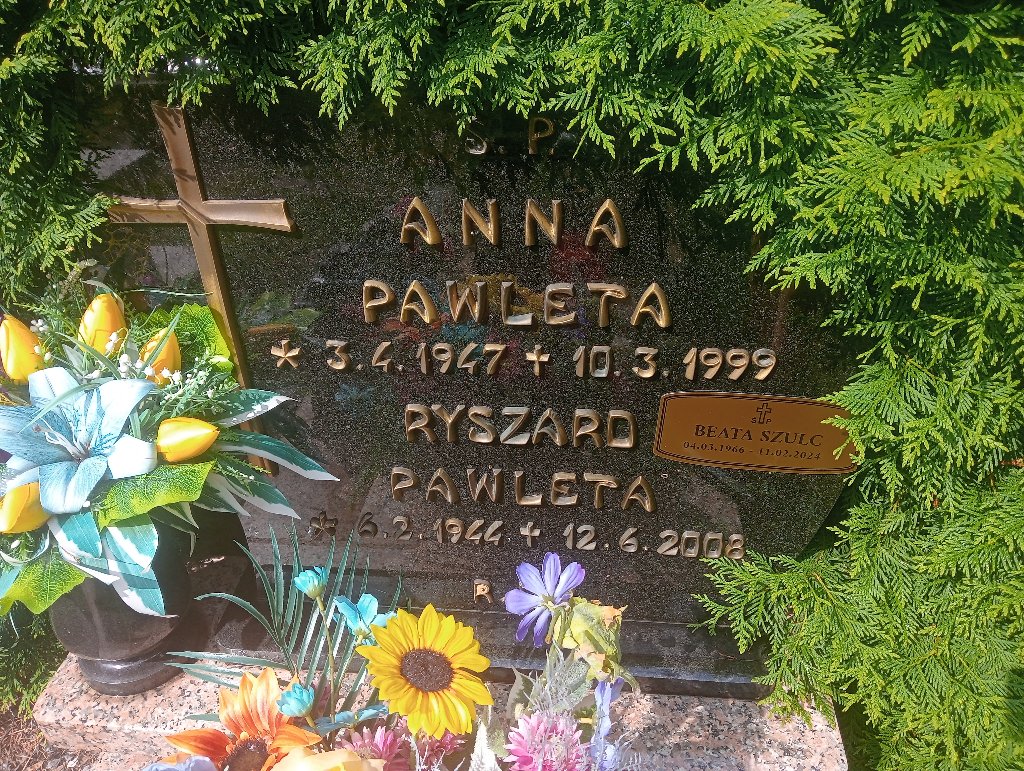 S. P.
ANNA
PAWLETA
* 3.4.1947 + 10.3.1999
RYSZARD
PAWLETA
* 6.2.1944 + 12.6.2008
R
S P
BEATA SZULC
04.03.1966 - 11.02.2024